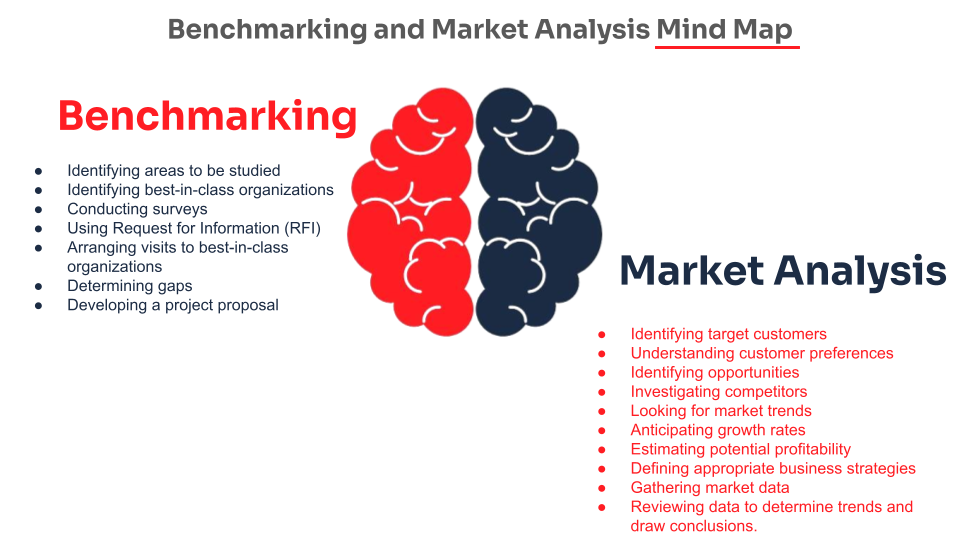 Benchmarking and Market Analysis Mind Map
Benchmarking
● Identifying areas to be studied
● Identifying best-in-class organizations
● Conducting surveys
● Using Request for Information (RFI)
● Arranging visits to best-in-class
organizations
● Determining gaps
● Developing a project proposal
Market Analysis
● Identifying target customers
● Understanding customer preferences
● Identifying opportunities
● Investigating competitors
● Looking for market trends
● Anticipating growth rates
● Estimating potential profitability
● Defining appropriate business strategies
● Gathering market data
● Reviewing data to determine trends and
draw conclusions.